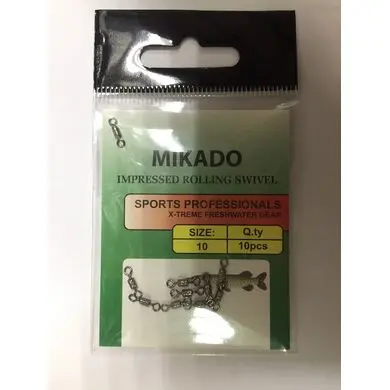 MIKADO
IMPRESSED ROLLING SWIVEL
SPORTS PROFESSIONALS
X-TREME FRESHWATER GEAR
SIZE: Q.ty
10 10pcs